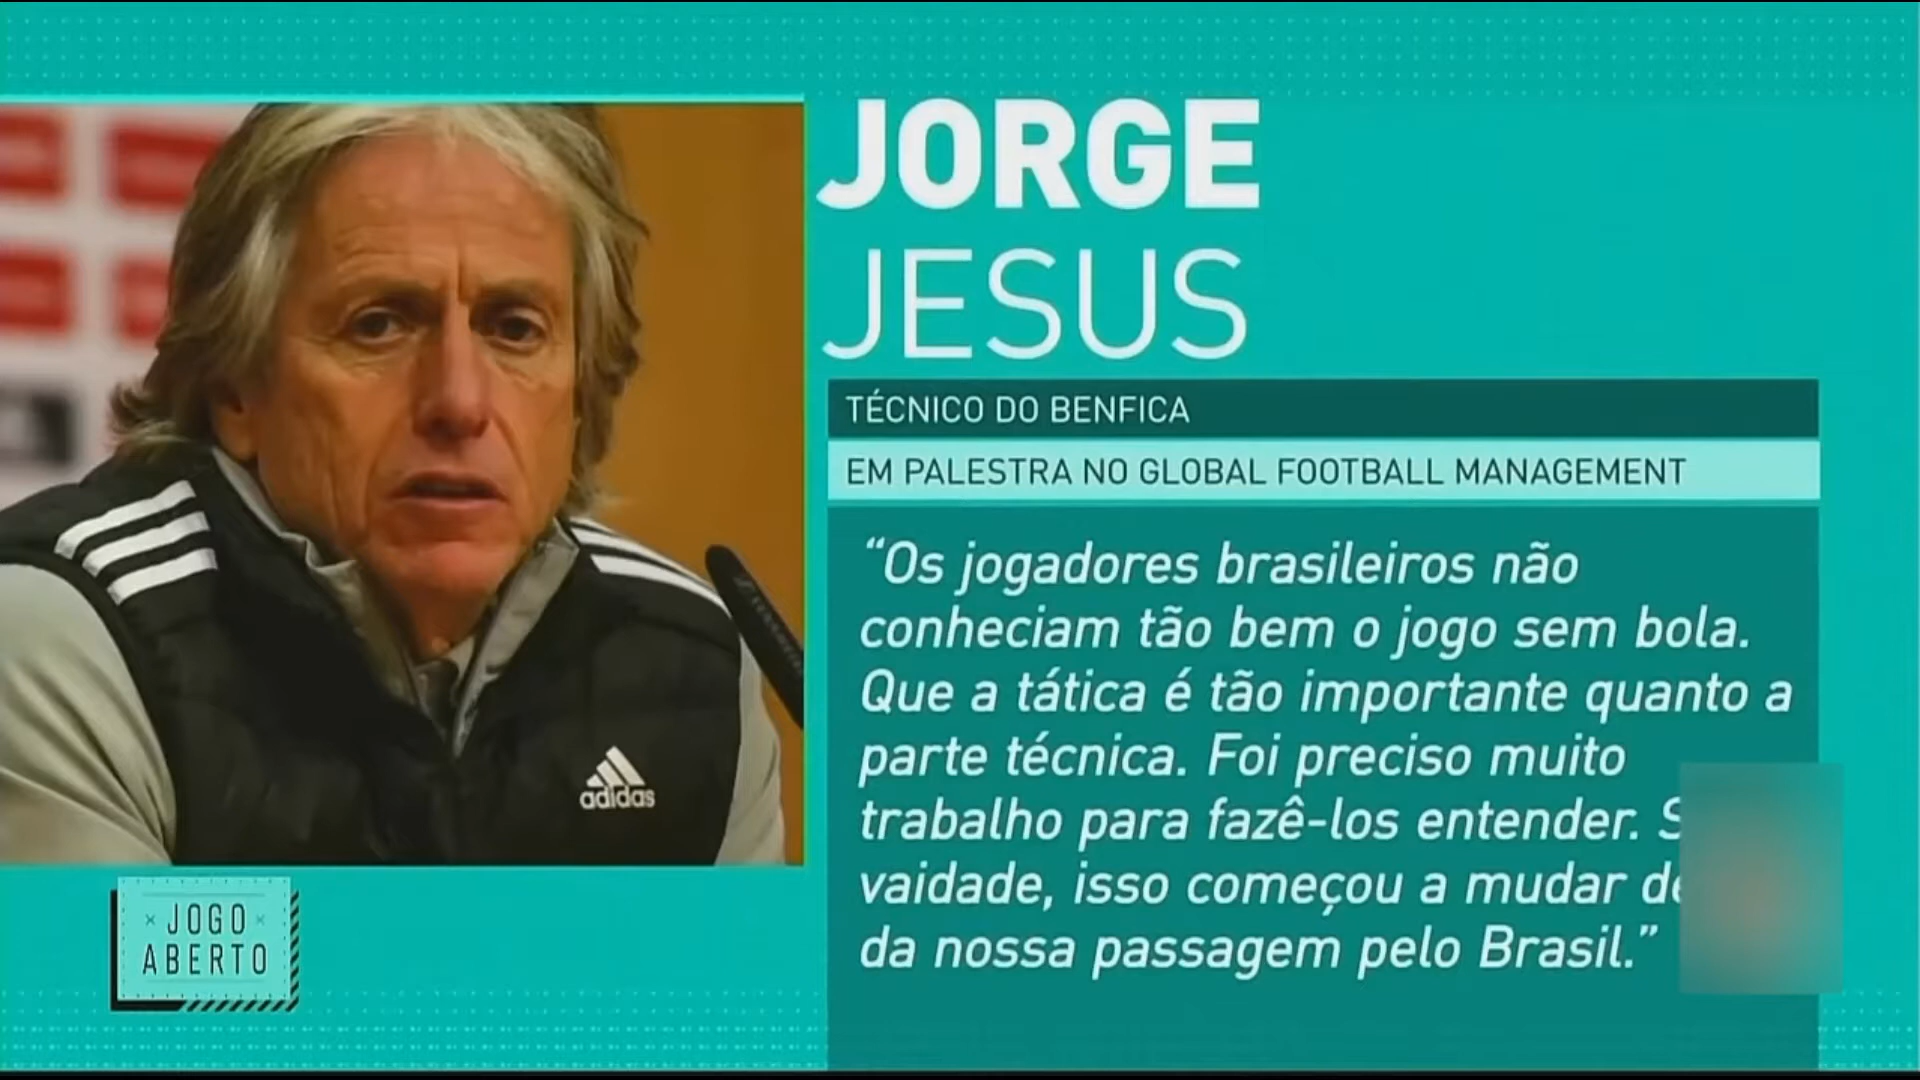 JORGE
JESUS
TÉCNICO DO BENFICA
EM PALESTRA NO GLOBAL FOOTBALL MANAGEMENT
“Os jogadores brasileiros não
conheciam tão bem o jogo sem bola.
Que a tática é tão importante quanto a
parte técnica. Foi preciso muito
trabalho para fazê-los entender.
vaidade, isso começou a mudar
da nossa passagem pelo Brasil.”
adidas
JOGO
ABERTO